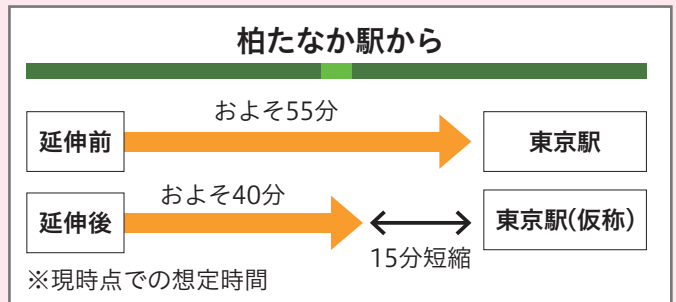 柏たなか駅から
およそ55分
延伸前
東京駅
およそ40分
延伸後
東京駅(仮称)
15分短縮
※現時点での想定時間